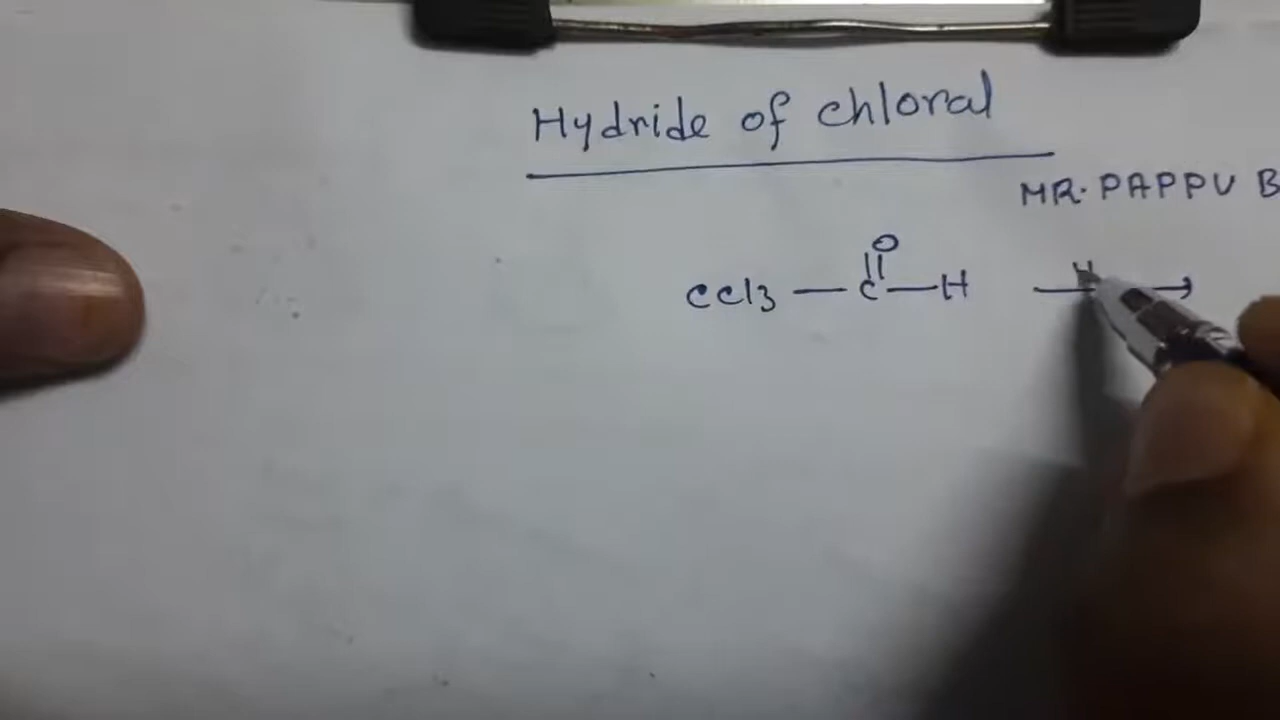 Hydride of chloral
MR. PAPPU B
O
CCl3 — C — H →
H